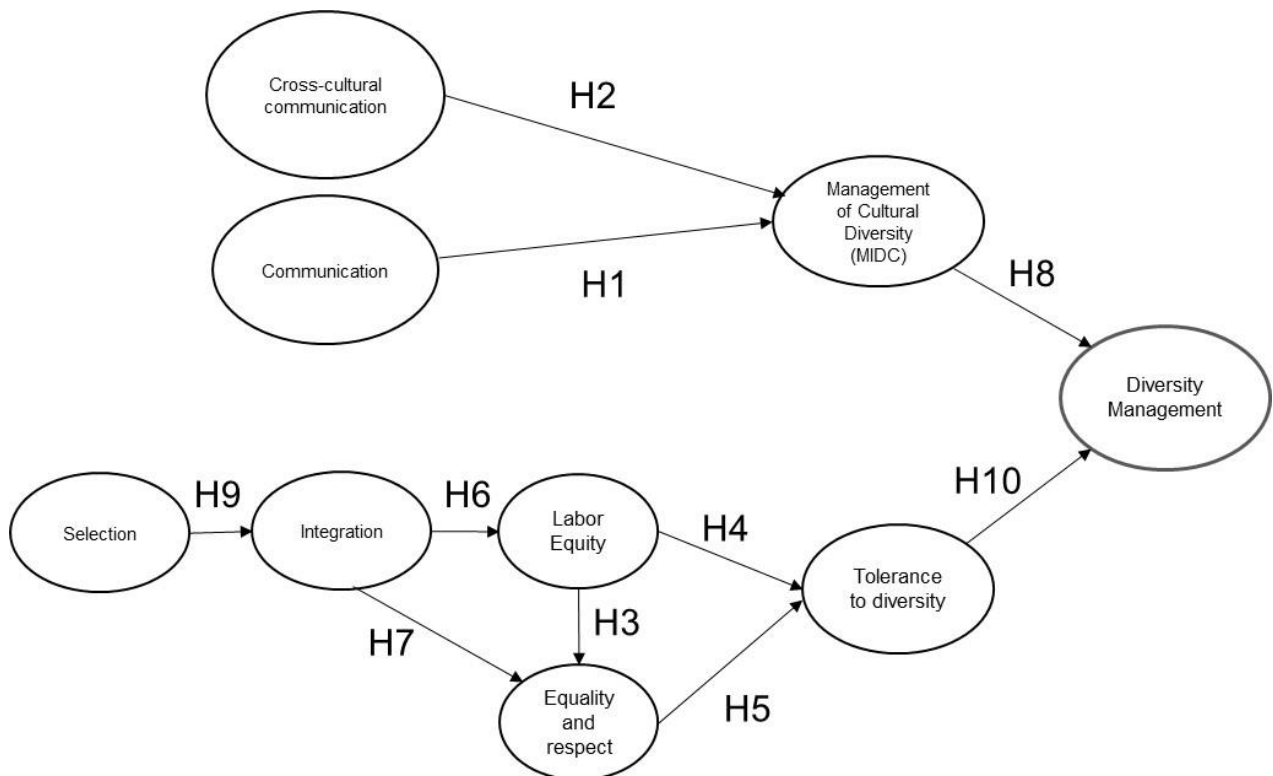 Cross-cultural
communication
H2
Management
of Cultural
Diversity
(MIDC)
Communication
H1
H8
Diversity
Management
Selection
H9
Integration
H6
Labor
Equity
H4
H10
Tolerance
to diversity
H7
H3
Equality
and
respect
H5